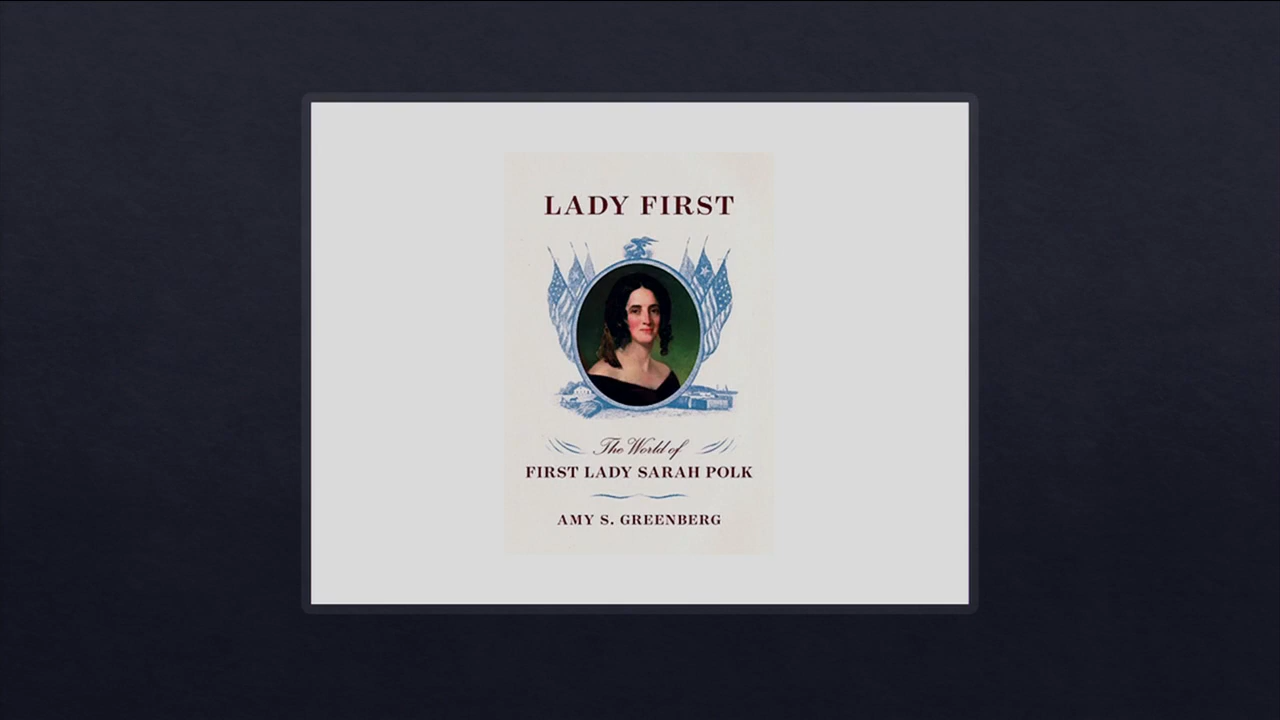 LADY FIRST
The World of
FIRST LADY SARAH POLK
AMY S. GREENBERG